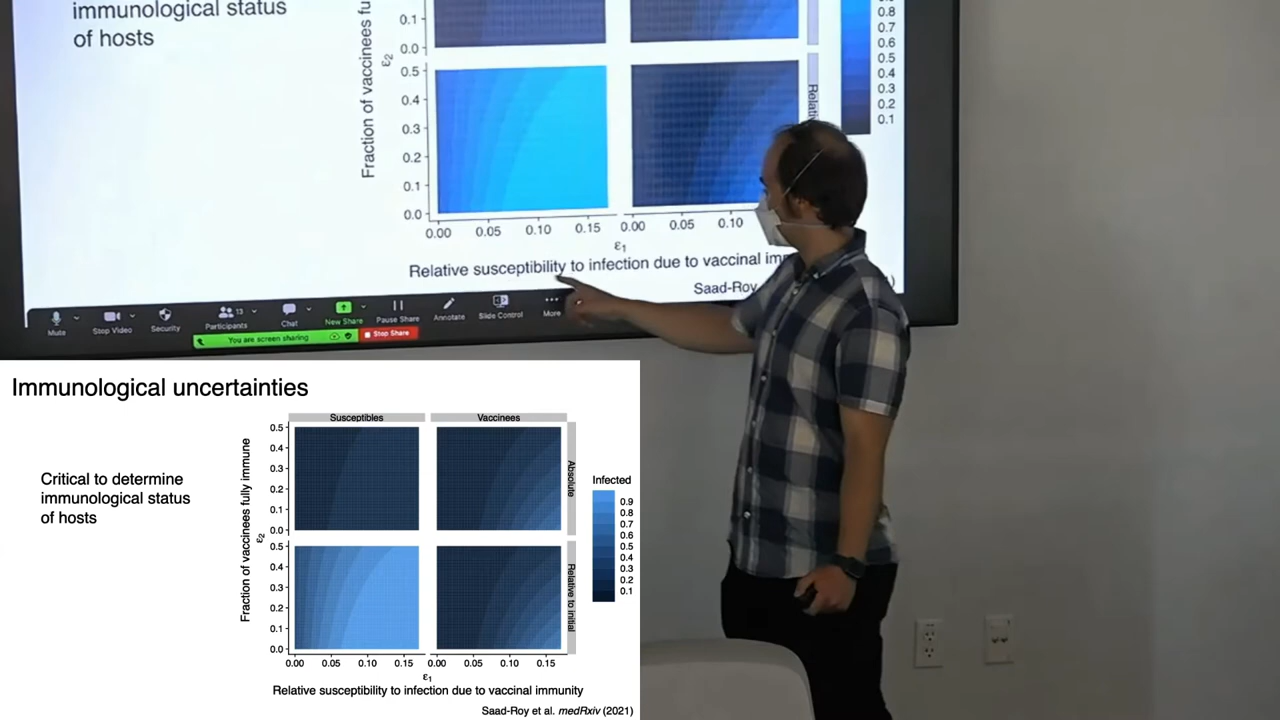 immunological status
of hosts
Fraction of vaccinees fu
ε2
0.1
0.0
0.5
0.4
0.3
0.2
0.1
0.0
0.00 0.05 0.10 0.15 0.00 0.05 0.10
ε1
Relative susceptibility to infection due to vaccinal im
Saad-Roy
Relativ
0.8
0.7
0.6
0.5
0.4
0.3
0.2
0.1
Mute
Stop Video
Security
Participants
13
Chat
New Share
Pause Share
Annotate
Slide Control
More
You are screen sharing
Stop Share
Immunological uncertainties
Critical to determine
immunological status
of hosts
Susceptibles Vaccinees
Fraction of vaccinees fully immune
ε2
0.5
0.4
0.3
0.2
0.1
0.0
0.5
0.4
0.3
0.2
0.1
0.0
Absolute
Relative to initial
0.00 0.05 0.10 0.15 0.00 0.05 0.10 0.15
ε1
Relative susceptibility to infection due to vaccinal immunity
Infected
0.9
0.8
0.7
0.6
0.5
0.4
0.3
0.2
0.1
Saad-Roy et al. medRxiv (2021)